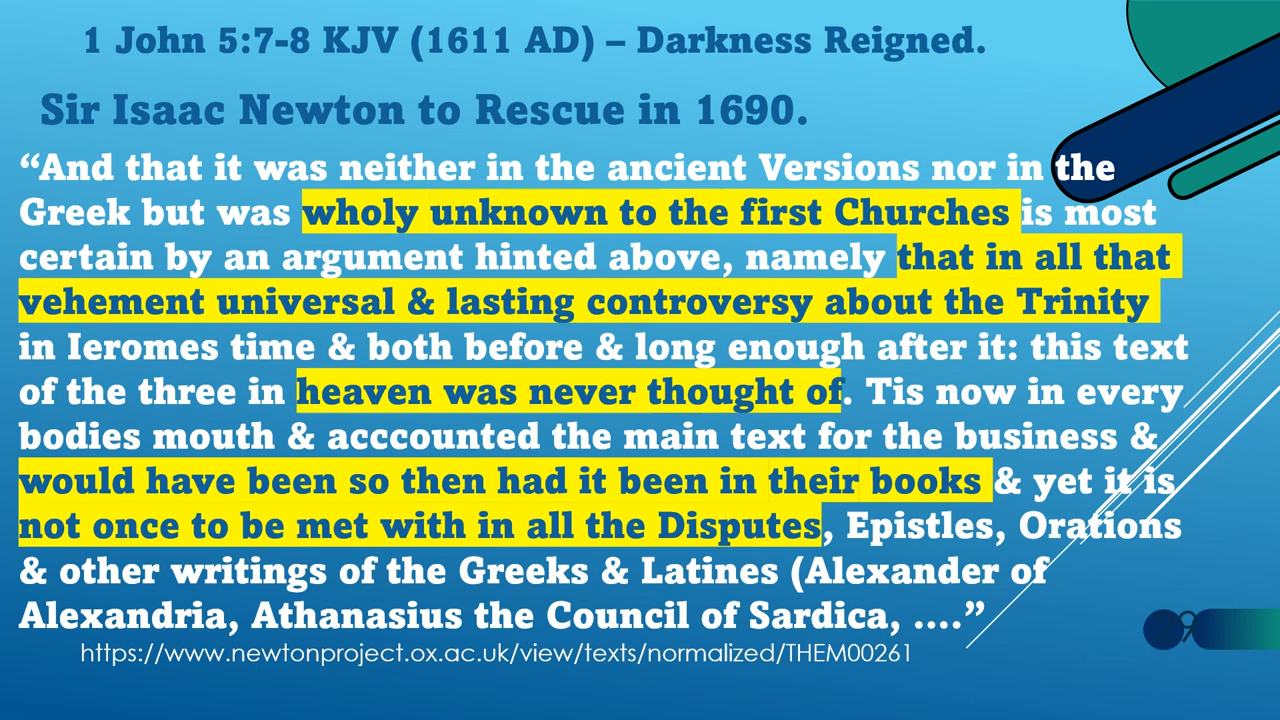 1 John 5:7-8 KJV (1611 AD) – Darkness Reigned.
Sir Isaac Newton to Rescue in 1690.
“And that it was neither in the ancient Versions nor in the
Greek but was wholy unknown to the first Churches is most
certain by an argument hinted above, namely that in all that
vehement universal & lasting controversy about the Trinity
in Ieromes time & both before & long enough after it: this text
of the three in heaven was never thought of. Tis now in every
bodies mouth & acccounted the main text for the business &
would have been so then had it been in their books & yet it is
not once to be met with in all the Disputes, Epistles, Orations
& other writings of the Greeks & Latines (Alexander of
Alexandria, Athanasius the Council of Sardica, ....”
https://www.newtonproject.ox.ac.uk/view/texts/normalized/THEM00261